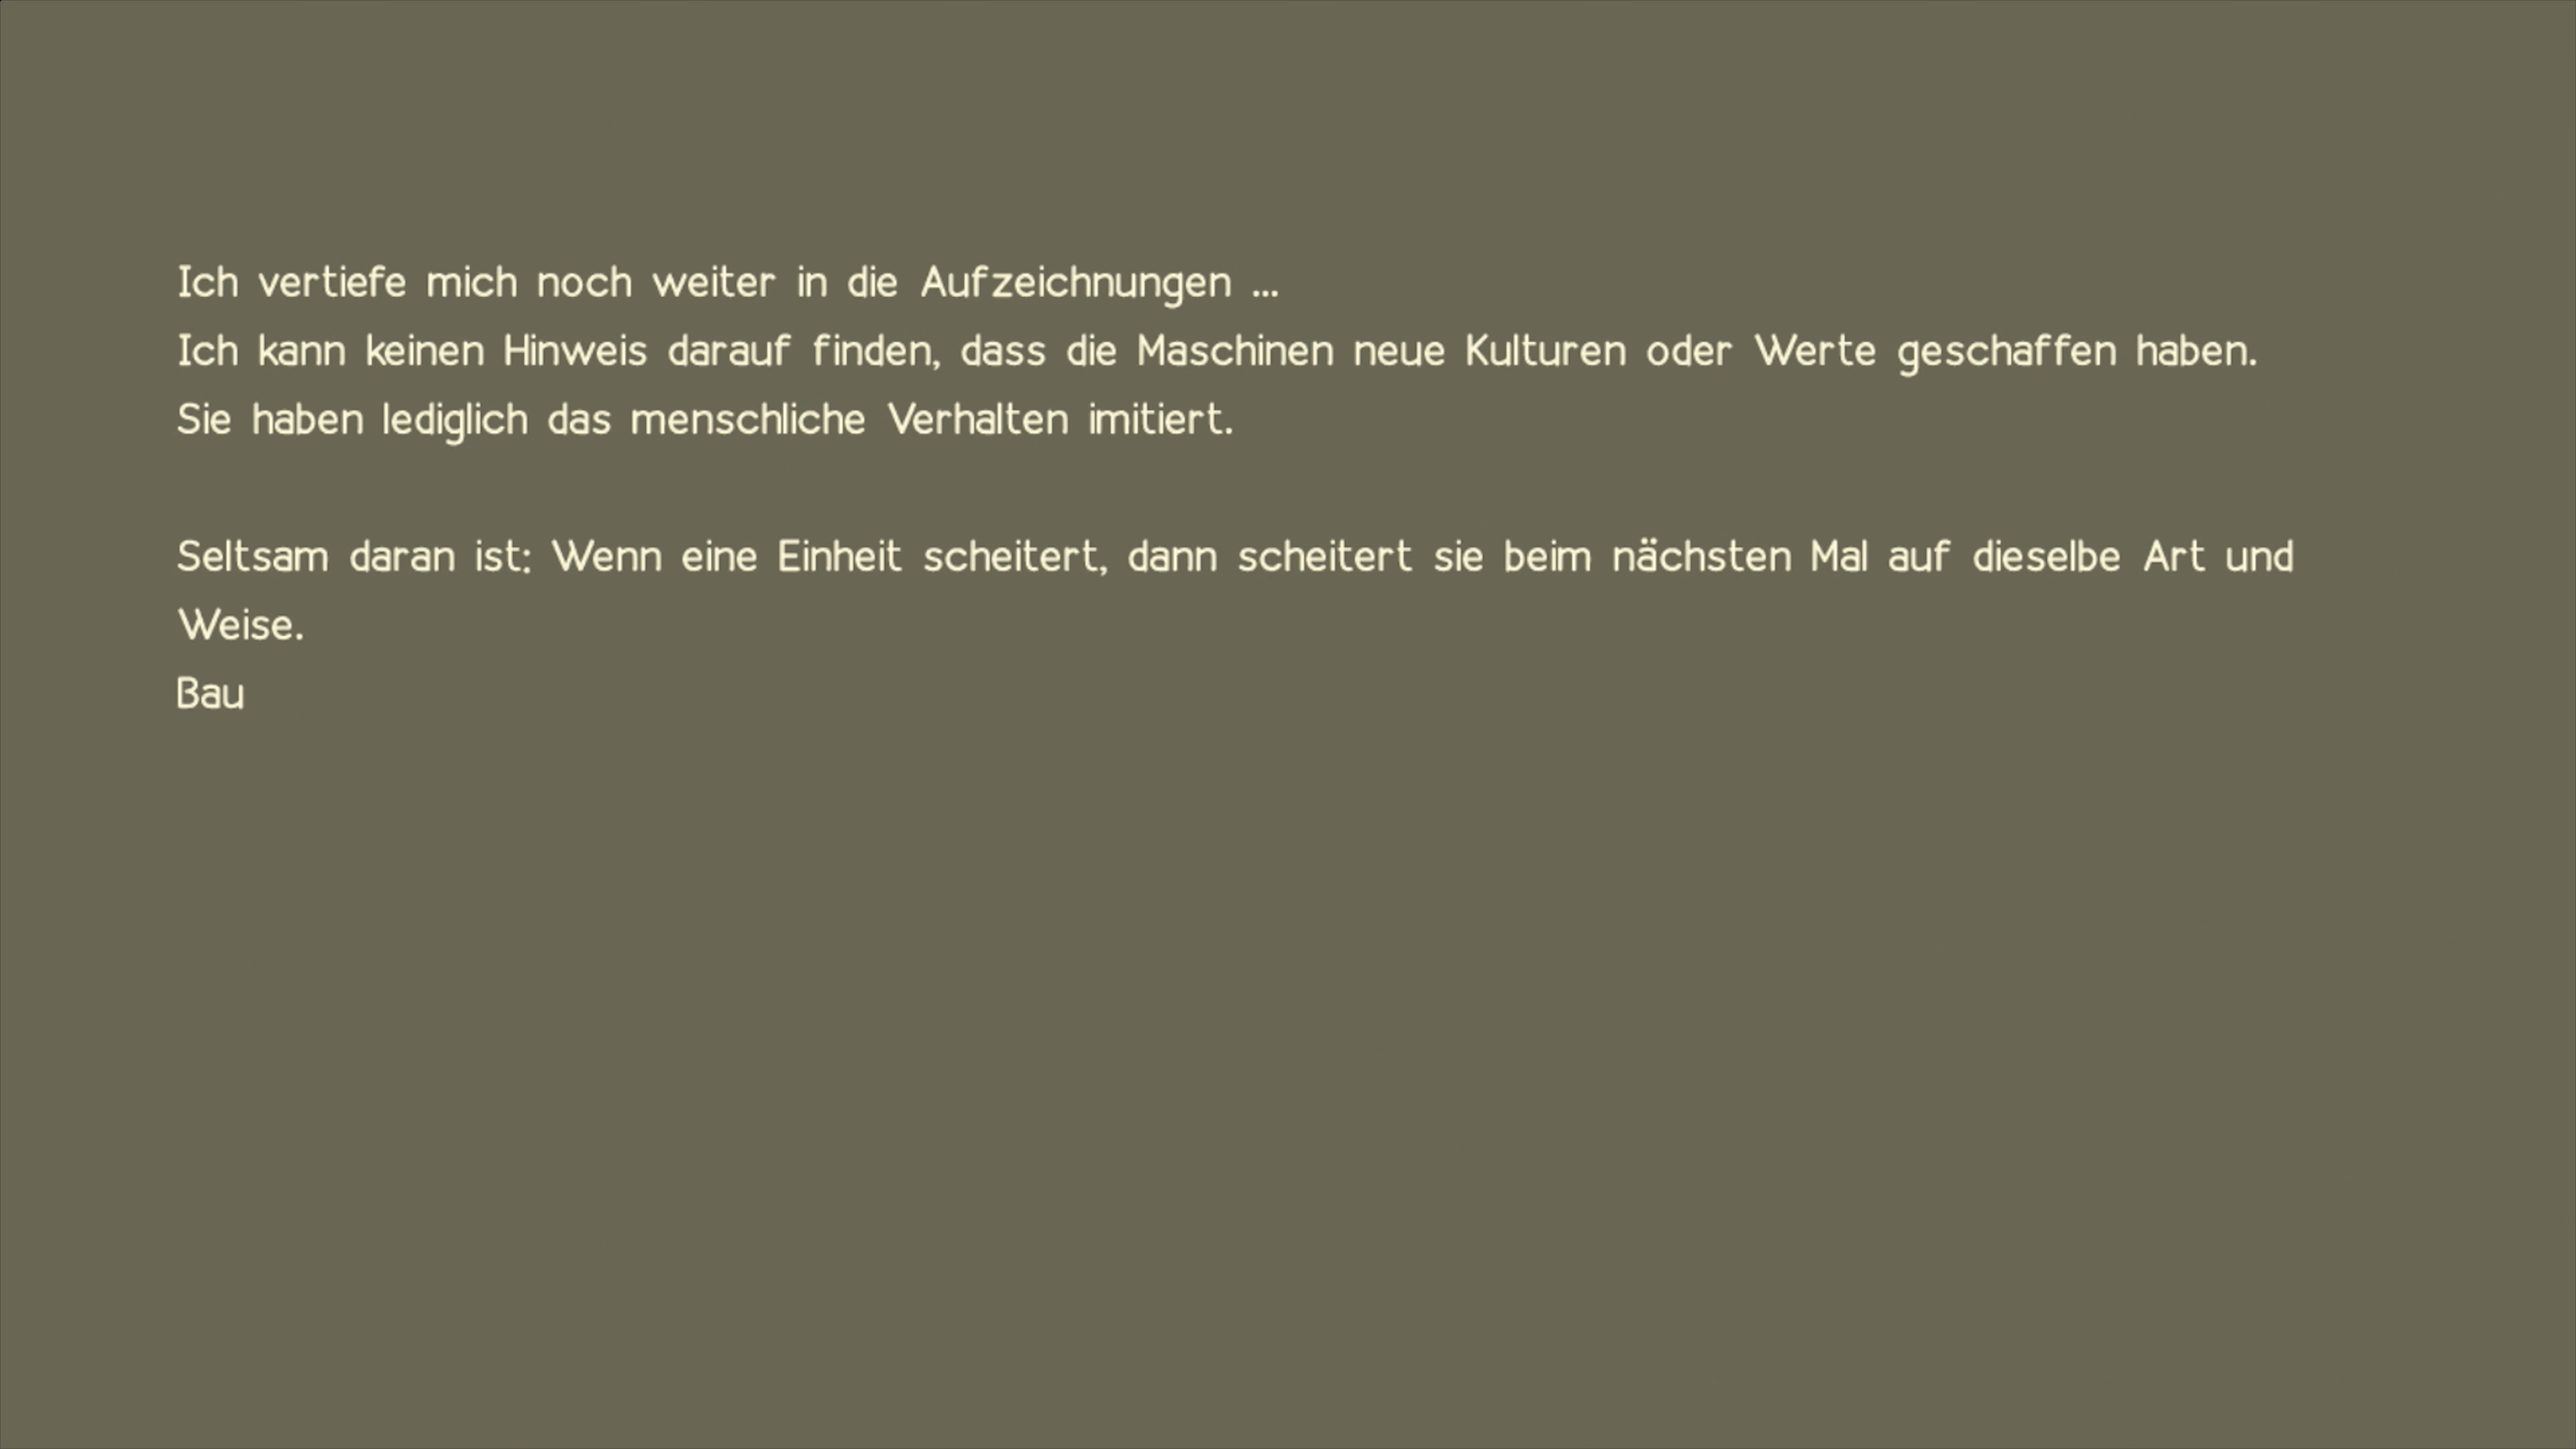 Ich vertiefe mich noch weiter in die Aufzeichnungen ...
Ich kann keinen Hinweis darauf finden, dass die Maschinen neue Kulturen oder Werte geschaffen haben.
Sie haben lediglich das menschliche Verhalten imitiert.
Seltsam daran ist: Wenn eine Einheit scheitert, dann scheitert sie beim nächsten Mal auf dieselbe Art und
Weise.
Bau